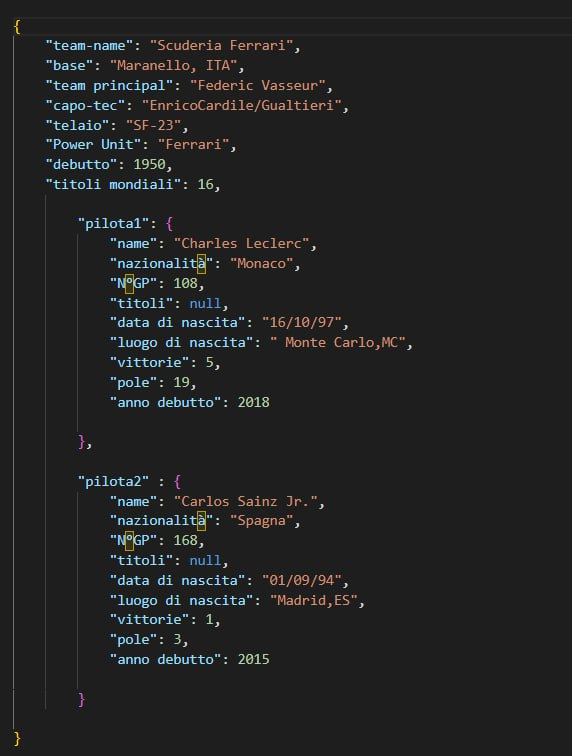 {
"team-name": "Scuderia Ferrari",
"base": "Maranello, ITA",
"team principal": "Federic Vasseur",
"capo-tec": "EnricoCardile/Gualtieri",
"telaio": "SF-23",
"Power Unit": "Ferrari",
"debutto": 1950,
"titoli mondiali": 16,
"pilota1": {
"name": "Charles Leclerc",
"nazionalità": "Monaco",
"NºGP": 108,
"titoli": null,
"data di nascita": "16/10/97",
"luogo di nascita": " Monte Carlo,MC",
"vittorie": 5,
"pole": 19,
"anno debutto": 2018
},
"pilota2" : {
"name": "Carlos Sainz Jr.",
"nazionalità": "Spagna",
"NºGP": 168,
"titoli": null,
"data di nascita": "01/09/94",
"luogo di nascita": "Madrid,ES",
"vittorie": 1,
"pole": 3,
"anno debutto": 2015
}
}